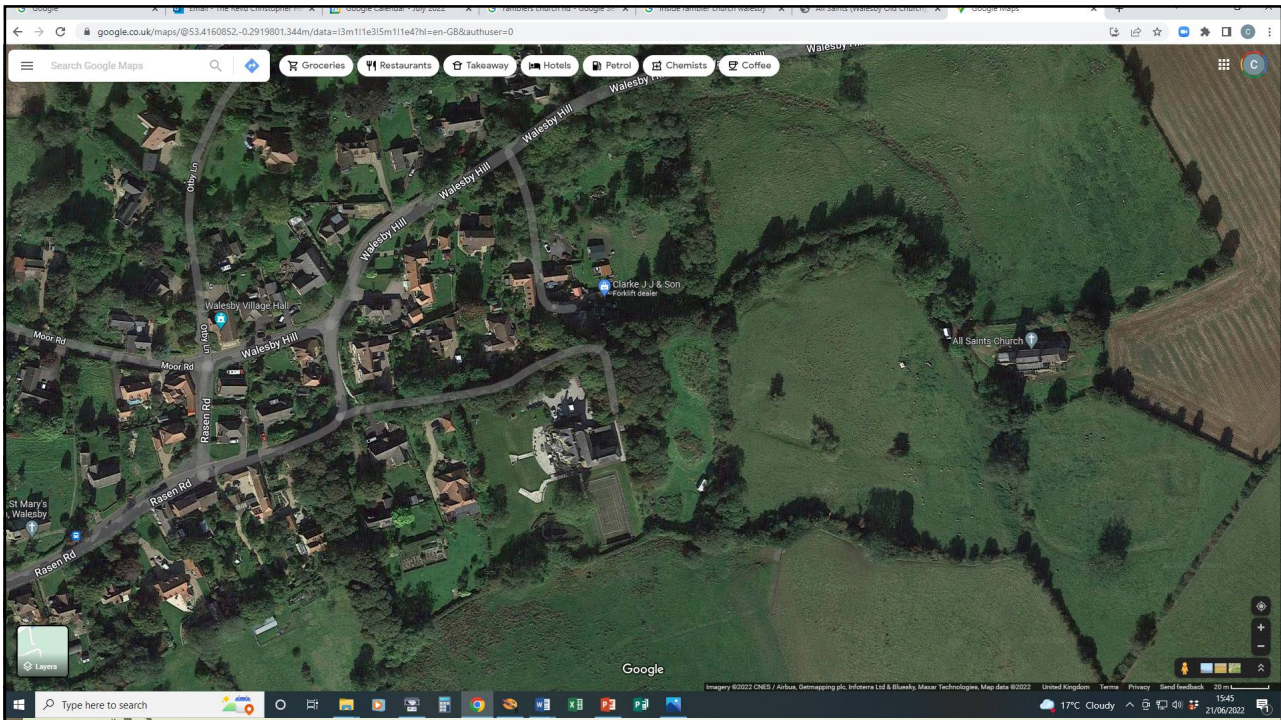 Google
Email - The Revd Christopher
Google Calendar - July 2022
ramblers church hd - Google Se
inside rambler church walesby
All Saints (Walesby Old Church),
Google Maps
google.co.uk/maps/@53.4160852,-0.2919801,344m/data=!3m1!1e3!5m1!1e4?hl=en-GB&authuser=0
Search Google Maps
Groceries
Restaurants
Takeaway
Hotels
Petrol
Chemists
Coffee
C
Walesby Hill
Walesby Hill
Walesby Hill
Otby Ln
Walesby Hill
Clarke J J & Son
Forklift dealer
Walesby Village Hall
Otby Ln
Walesby Hill
Moor Rd
Moor Rd
All Saints Church
Rasen Rd
Rasen Rd
St Mary's
, Walesby
Rasen Rd
Layers
Google
Imagery ©2022 CNES / Airbus, Getmapping plc, Infoterra Ltd & Bluesky, Maxar Technologies, Map data ©2022 United Kingdom Terms Privacy Send feedback 20 m
Type here to search
17°C Cloudy
15:45
21/06/2022